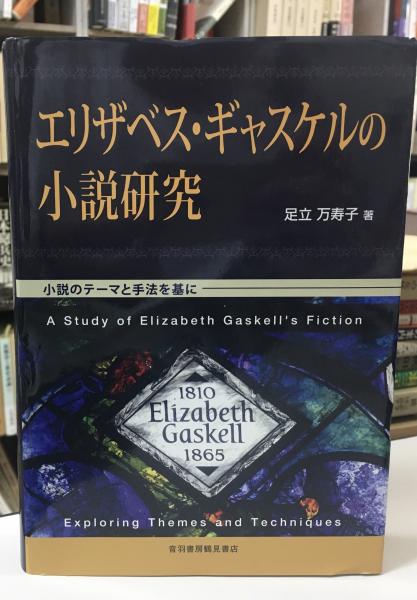 エリザベス・ギャスケルの
小説研究
足立 万寿子 著
小説のテーマと手法を基に
A Study of Elizabeth Gaskell's Fiction
1810
Elizabeth
Gaskell
1865
Exploring Themes and Techniques
音羽書房鶴見書店